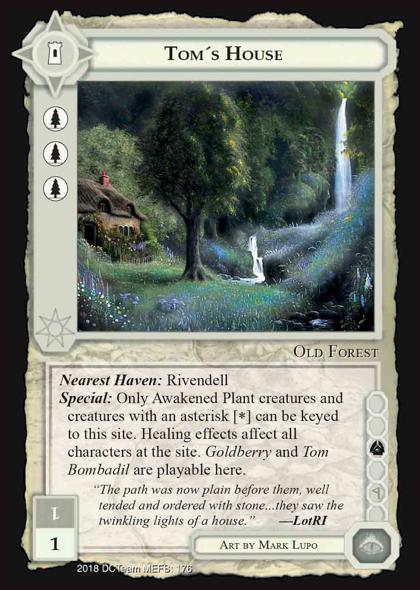 TOM´S HOUSE
OLD FOREST
Nearest Haven: Rivendell
Special: Only Awakened Plant creatures and
creatures with an asterisk [*] can be keyed
to this site. Healing effects affect all
characters at the site. Goldberry and Tom
Bombadil are playable here.
“The path was now plain before them, well
tended and ordered with stone...they saw the
twinkling lights of a house.” —LotRI
1
1
ART BY MARK LUPO
2018 DCTeam MEFB: 176